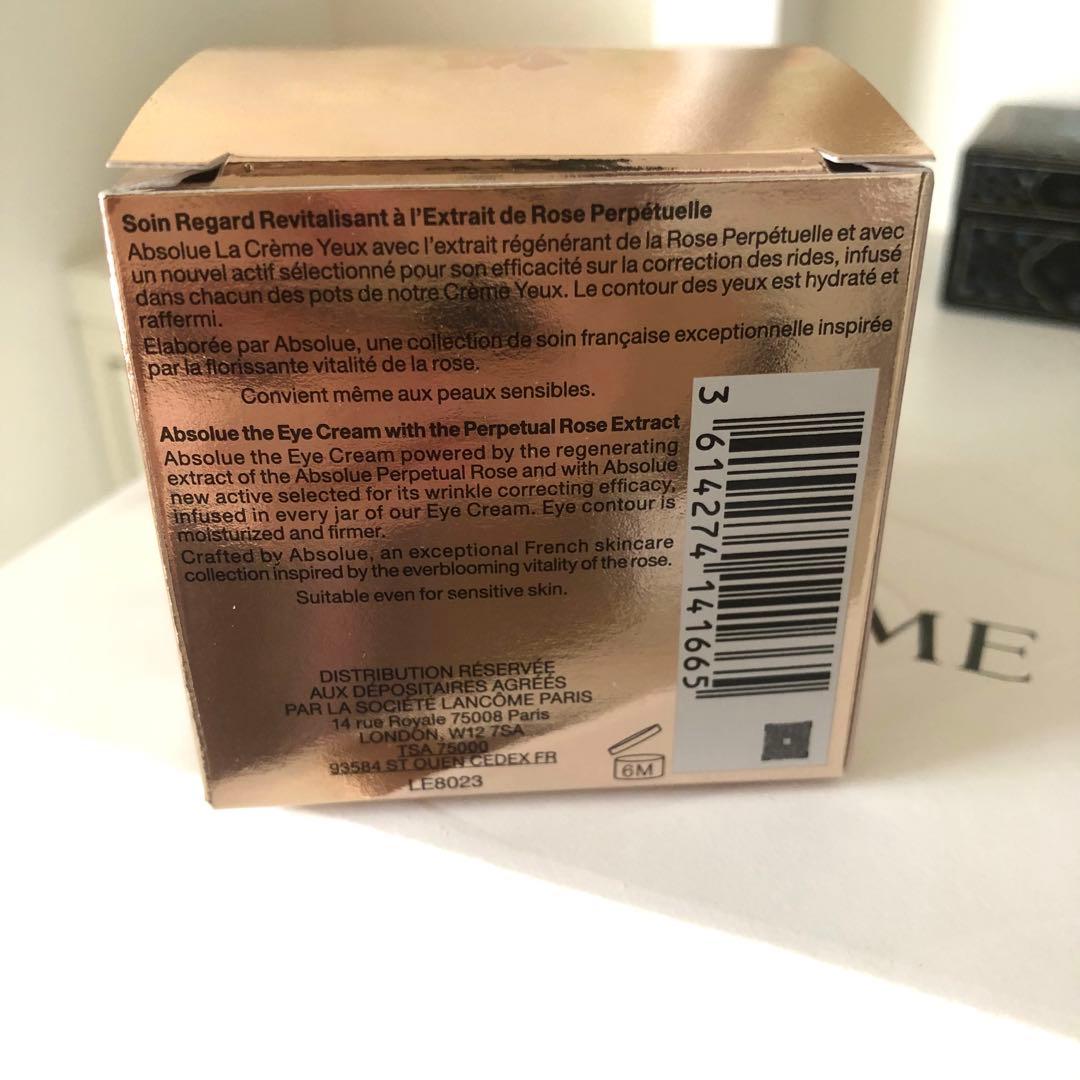 Soin Regard Revitalisant à l'Extrait de Rose Perpétuelle
Absolue La Crème Yeux avec l'extrait régénérant de la Rose Perpétuelle et avec
un nouvel actif sélectionné pour son efficacité sur la correction des rides, infusé
dans chacun des pots de notre Crème Yeux. Le contour des yeux est hydraté et
raffermi.
Elaborée par Absolue, une collection de soin française exceptionnelle inspirée
par la florissante vitalité de la rose.
Convient même aux peaux sensibles.
Absolue the Eye Cream with the Perpetual Rose Extract
Absolue the Eye Cream powered by the regenerating
extract of the Absolue Perpetual Rose and with Absolue
new active selected for its wrinkle correcting efficacy,
infused in every jar of our Eye Cream. Eye contour is
moisturized and firmer.
Crafted by Absolue, an exceptional French skincare
collection inspired by the everblooming vitality of the rose.
Suitable even for sensitive skin.
DISTRIBUTION RÉSERVÉE
AUX DÉPOSITAIRES AGRÉÉS
PAR LA SOCIÉTÉ LANCÔME PARIS
14 rue Royale 75008 Paris
LONDON, W12 7SA
TSA 75000
93584 ST OUEN CEDEX FR
LE8023
6M
3 614274 141665
ME